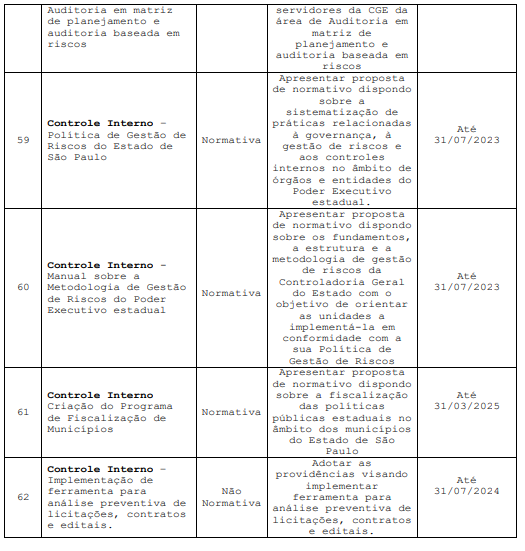 Auditoria em matriz
de planejamento e
auditoria baseada em
riscos
servidores da CGE da
área de Auditoria em
matriz de
planejamento e
auditoria baseada em
riscos
59
Controle Interno –
Política de Gestão de
Riscos do Estado de
São Paulo
Normativa
Apresentar proposta
de normativo dispondo
sobre a
sistematização de
práticas relacionadas
à governança, à
gestão de riscos e
aos controles
internos no âmbito de
órgãos e entidades do
Poder Executivo
estadual.
Até
31/07/2023
60
Controle Interno –
Manual sobre a
Metodologia de Gestão
de Riscos do Poder
Executivo estadual
Normativa
Apresentar proposta
de normativo dispondo
sobre os fundamentos,
a estrutura e a
metodologia de gestão
de riscos da
Controladoria Geral
do Estado com o
objetivo de orientar
as unidades a
implementá-la em
conformidade com a
sua Política de
Gestão de Riscos
Até
31/07/2023
61
Controle Interno
Criação do Programa
de Fiscalização de
Municípios
Normativa
Apresentar proposta
de normativo dispondo
sobre a fiscalização
das políticas
públicas estaduais no
âmbito dos municípios
do Estado de São
Paulo
Até
31/03/2025
62
Controle Interno –
Implementação de
ferramenta para
análise preventiva de
licitações, contratos
e editais.
Não
Normativa
Adotar as
providências visando
implementar
ferramenta para
análise preventiva de
licitações, contratos
e editais.
Até
31/07/2024